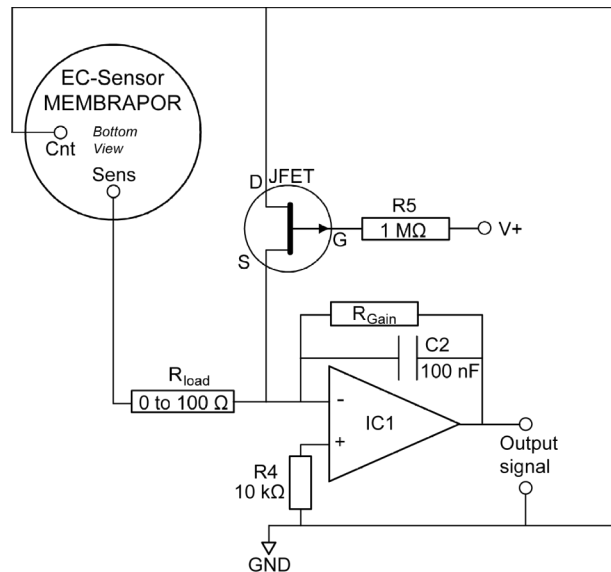 EC-Sensor
MEMBRAPOR
Bottom
View
Cnt
Sens
D
JFET
R5
1 MΩ
V+
G
S
RGain
C2
100 nF
Rload
0 to 100 Ω
-
IC1
+
Output
signal
R4
10 kΩ
GND